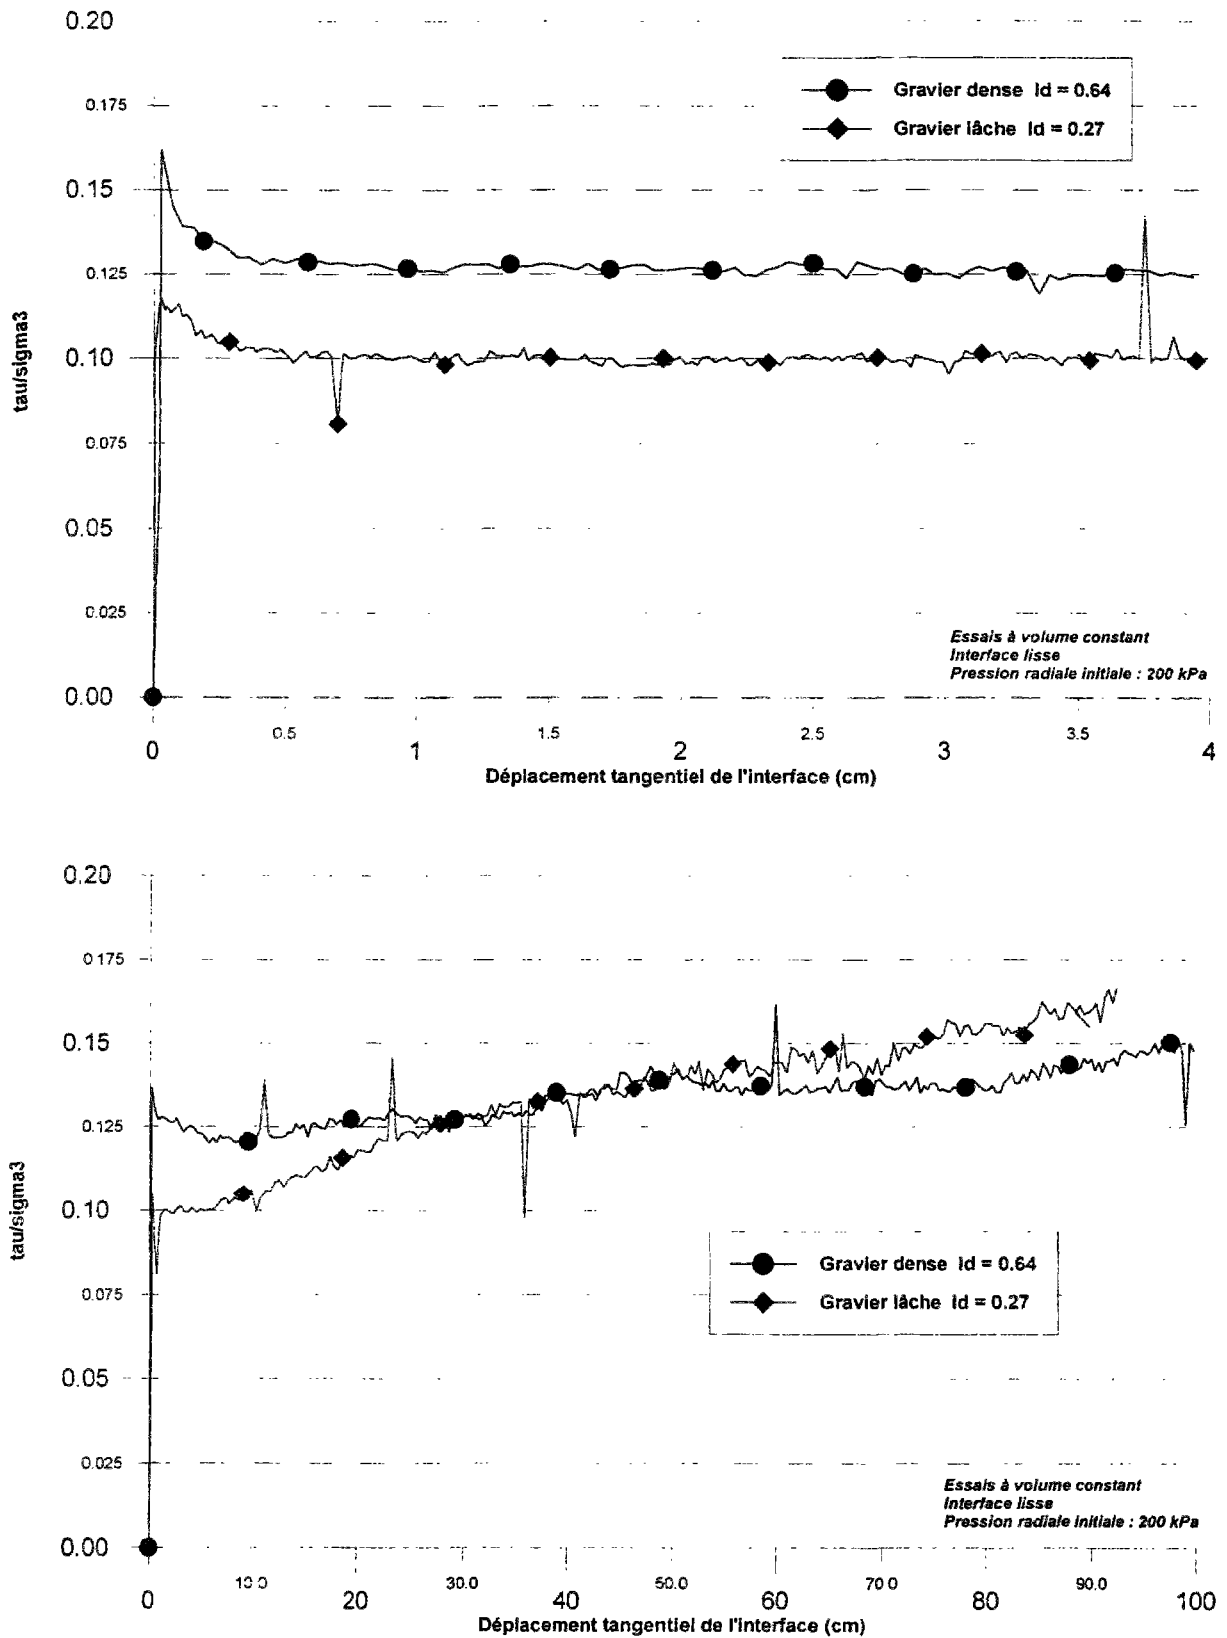 0.20
Gravier dense Id = 0.64
0.175
Gravier lâche Id = 0.27
0.15
0.125
0.10
0.075
0.05
0.025
0.00
tau/sigma3
Essais à volume constant
Interface lisse
Pression radiale initiale : 200 kPa
0 0.5 1 1.5 2 2.5 3 3.5 4
Déplacement tangentiel de l'interface (cm)
0.20
0.175
0.15
0.125
0.10
Gravier dense Id = 0.64
0.075
Gravier lâche Id = 0.27
0.05
0.025
0.00
tau/sigma3
Essais à volume constant
Interface lisse
Pression radiale initiale : 200 kPa
0 10.0 20 30.0 40 50.0 60 70.0 80 90.0 100
Déplacement tangentiel de l'interface (cm)